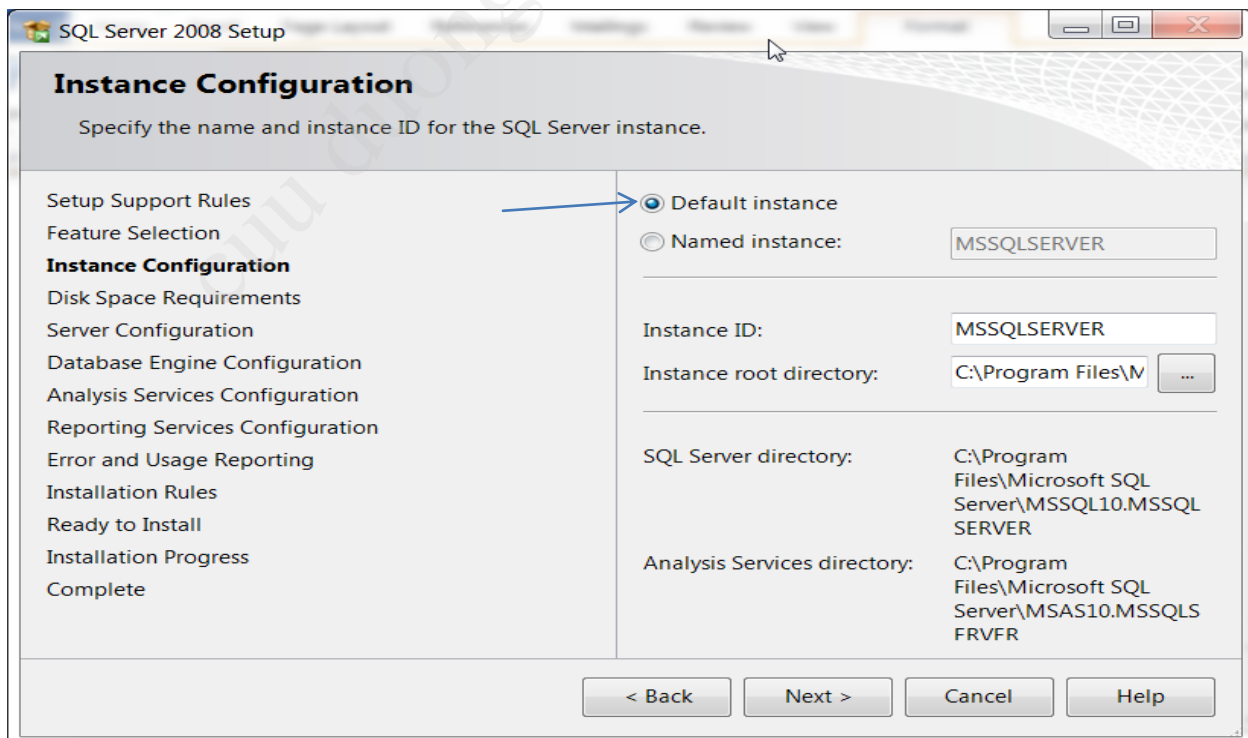 SQL Server 2008 Setup
Instance Configuration
Specify the name and instance ID for the SQL Server instance.
Setup Support Rules
Feature Selection
Instance Configuration
Disk Space Requirements
Server Configuration
Database Engine Configuration
Analysis Services Configuration
Reporting Services Configuration
Error and Usage Reporting
Installation Rules
Ready to Install
Installation Progress
Complete
Default instance
Named instance: MSSQLSERVER
Instance ID: MSSQLSERVER
Instance root directory: C:\Program Files\M ...
SQL Server directory: C:\Program
Files\Microsoft SQL
Server\MSSQL10.MSSQL
SERVER
Analysis Services directory: C:\Program
Files\Microsoft SQL
Server\MSAS10.MSSQLS
ERVER
< Back Next > Cancel Help
cuu duong